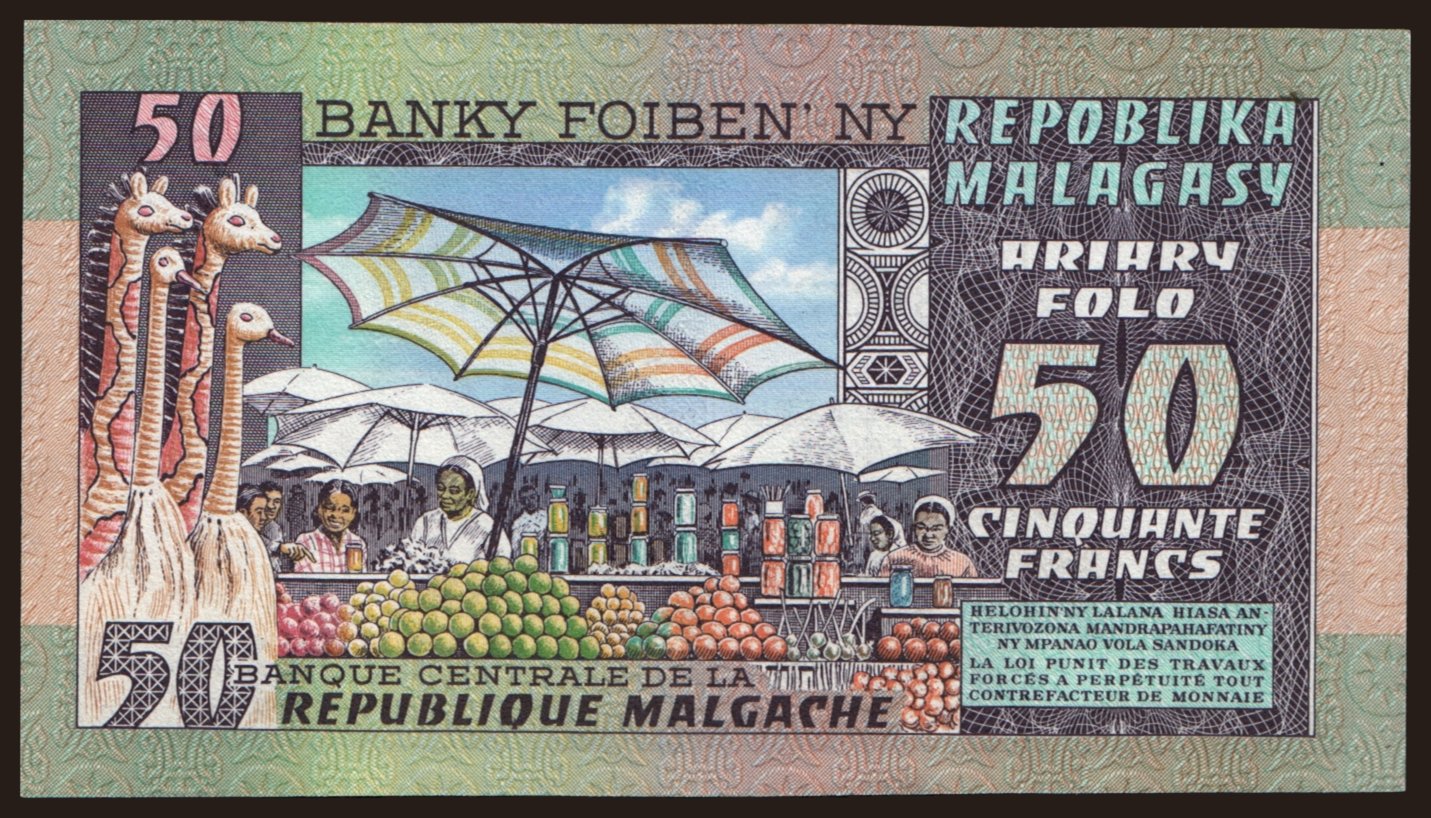 50
BANKY FOIBEN' NY
REPOBLIKA
MALAGASY
ARIARY
FOLO
50
CINQUANTE
FRANCS
HELOHIN'NY LALANA HIASA AN-
TERIVOZONA MANDRAPAHAFATINY
NY MPANAO VOLA SANDOKA
LA LOI PUNIT DES TRAVAUX
FORCÉS A PERPÉTUITÉ TOUT
CONTREFACTEUR DE MONNAIE
50
BANQUE CENTRALE DE LA
RÉPUBLIQUE MALGACHE